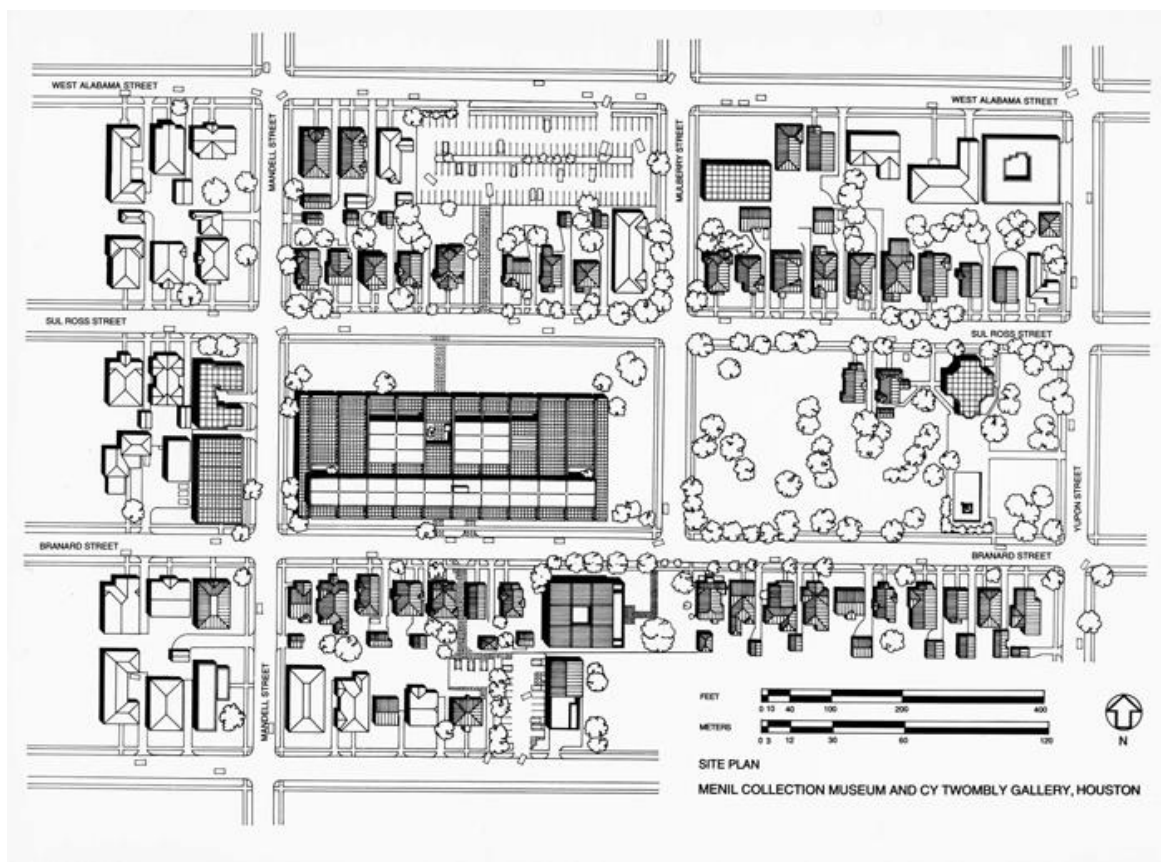 WEST ALABAMA STREET
WEST ALABAMA STREET
MANDELL STREET
MULBERRY STREET
SUL ROSS STREET
SUL ROSS STREET
YUPON STREET
BRANARD STREET
BRANARD STREET
MANDELL STREET
FEET
0 10 40 100 200 400
METERS
0 3 12 30 60 120
N
SITE PLAN
MENIL COLLECTION MUSEUM AND CY TWOMBLY GALLERY, HOUSTON